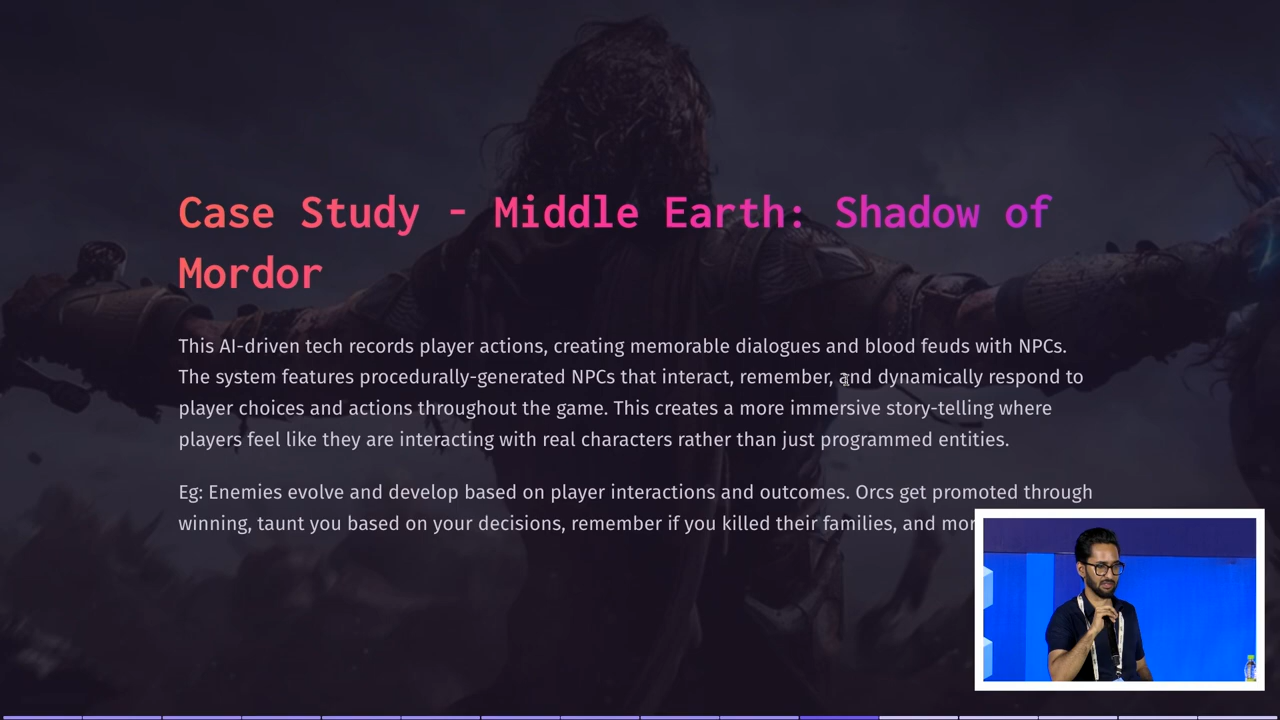 Case Study - Middle Earth: Shadow of
Mordor
This AI-driven tech records player actions, creating memorable dialogues and blood feuds with NPCs.
The system features procedurally-generated NPCs that interact, remember, and dynamically respond to
player choices and actions throughout the game. This creates a more immersive story-telling where
players feel like they are interacting with real characters rather than just programmed entities.
Eg: Enemies evolve and develop based on player interactions and outcomes. Orcs get promoted through
winning, taunt you based on your decisions, remember if you killed their families, and